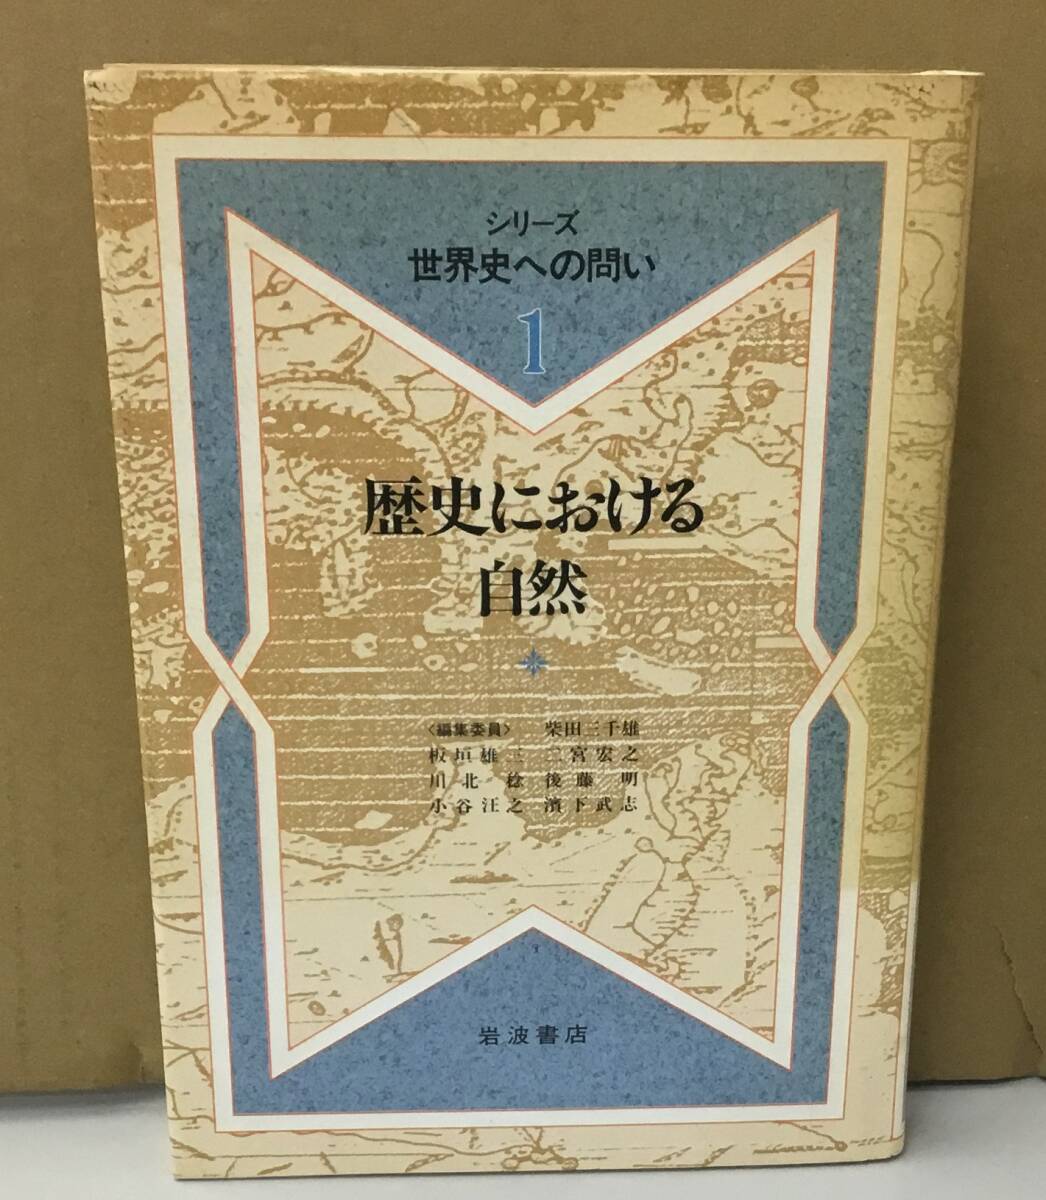 シリーズ
世界史への問い
1
歴史における
自然
〈編集委員〉 柴田三千雄
板垣雄三 二宮宏之
川北稔 後藤明
小谷汪之 濱下武志
岩波書店